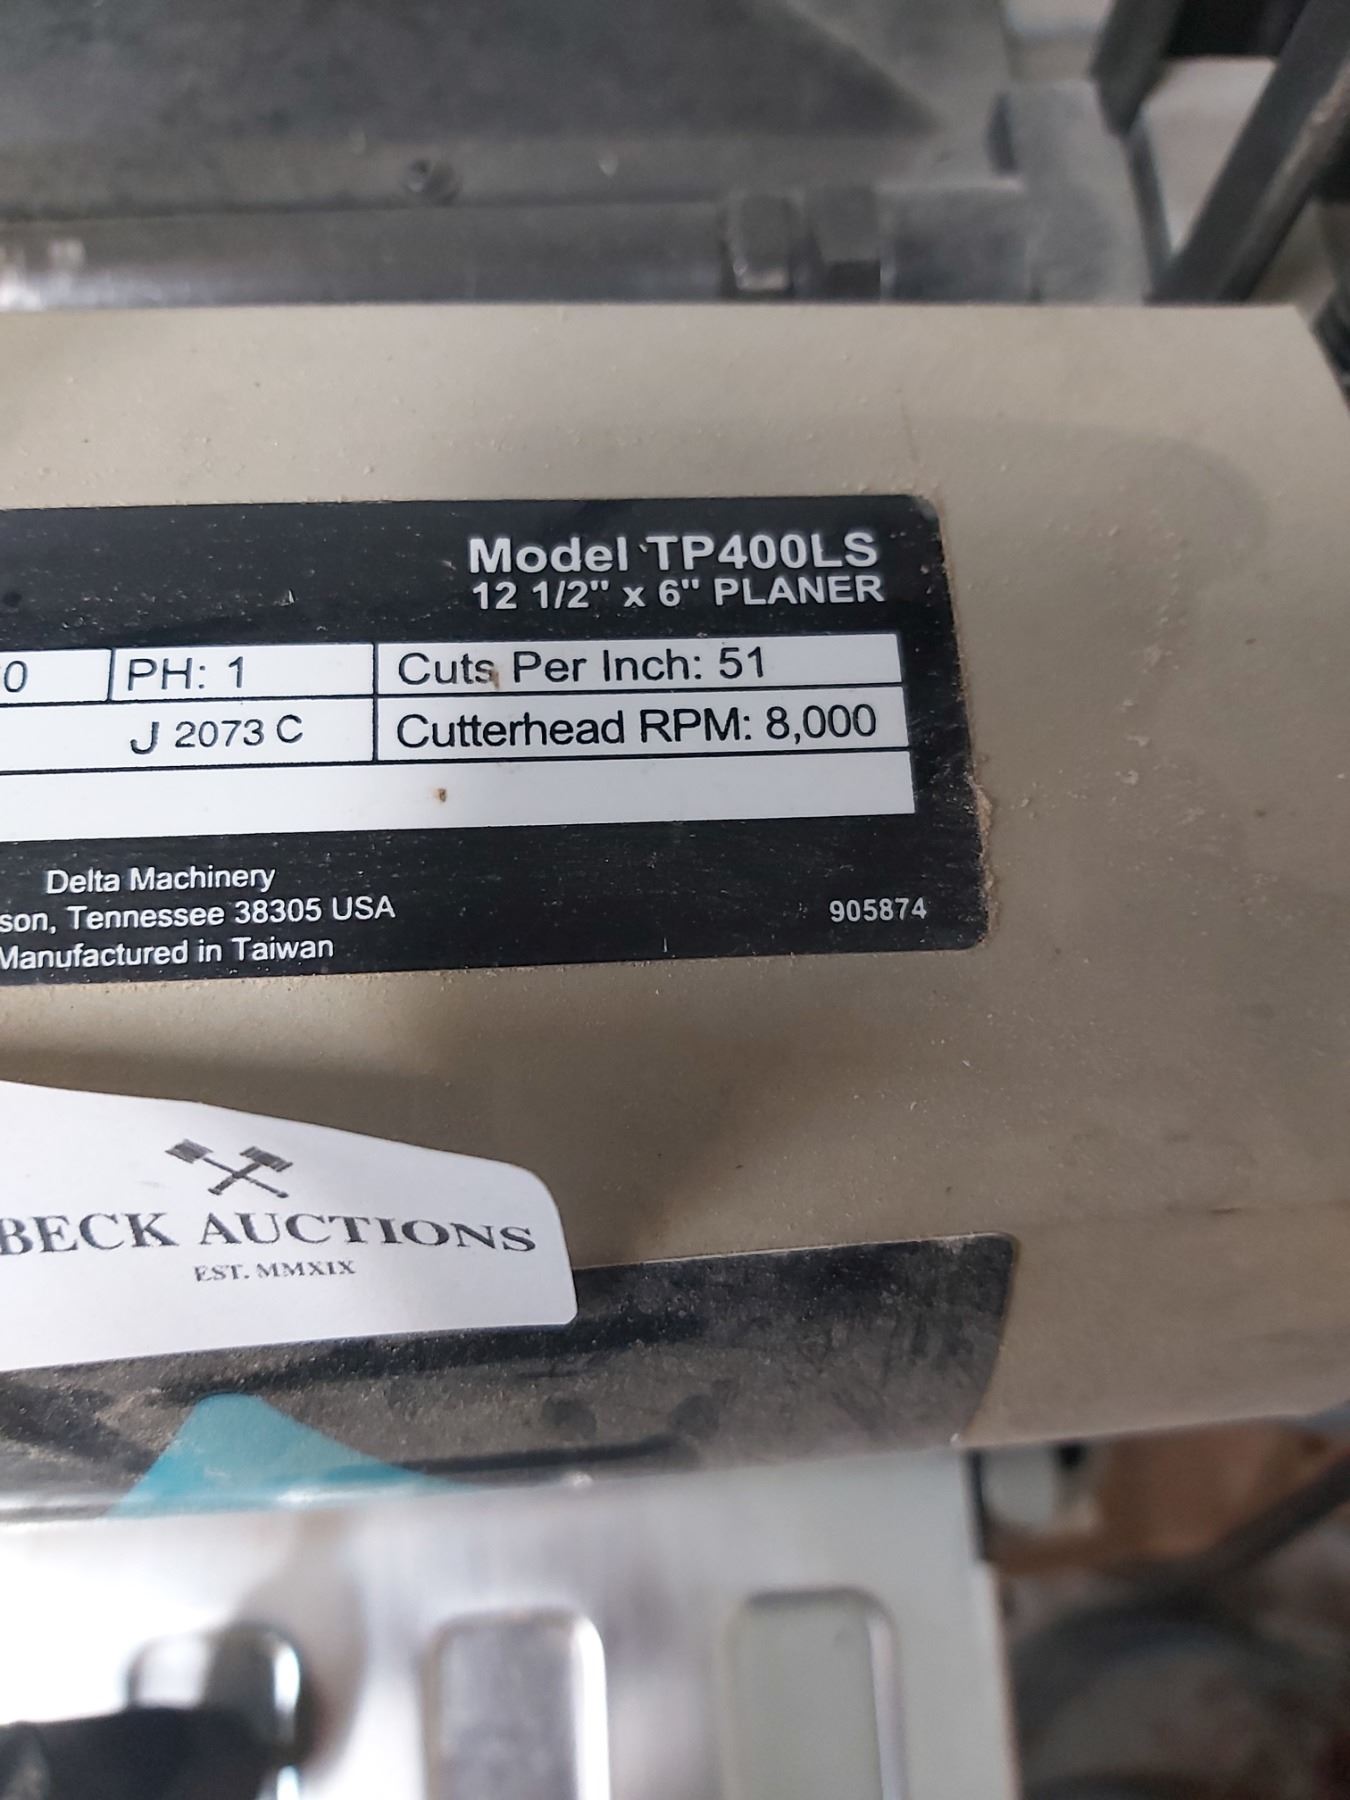 Model TP400LS
12 1/2" x 6" PLANER
0 PH: 1 Cuts Per Inch: 51
J 2073 C Cutterhead RPM: 8,000
Delta Machinery
son, Tennessee 38305 USA
Manufactured in Taiwan
905874
BECK AUCTIONS
EST. MMXIX